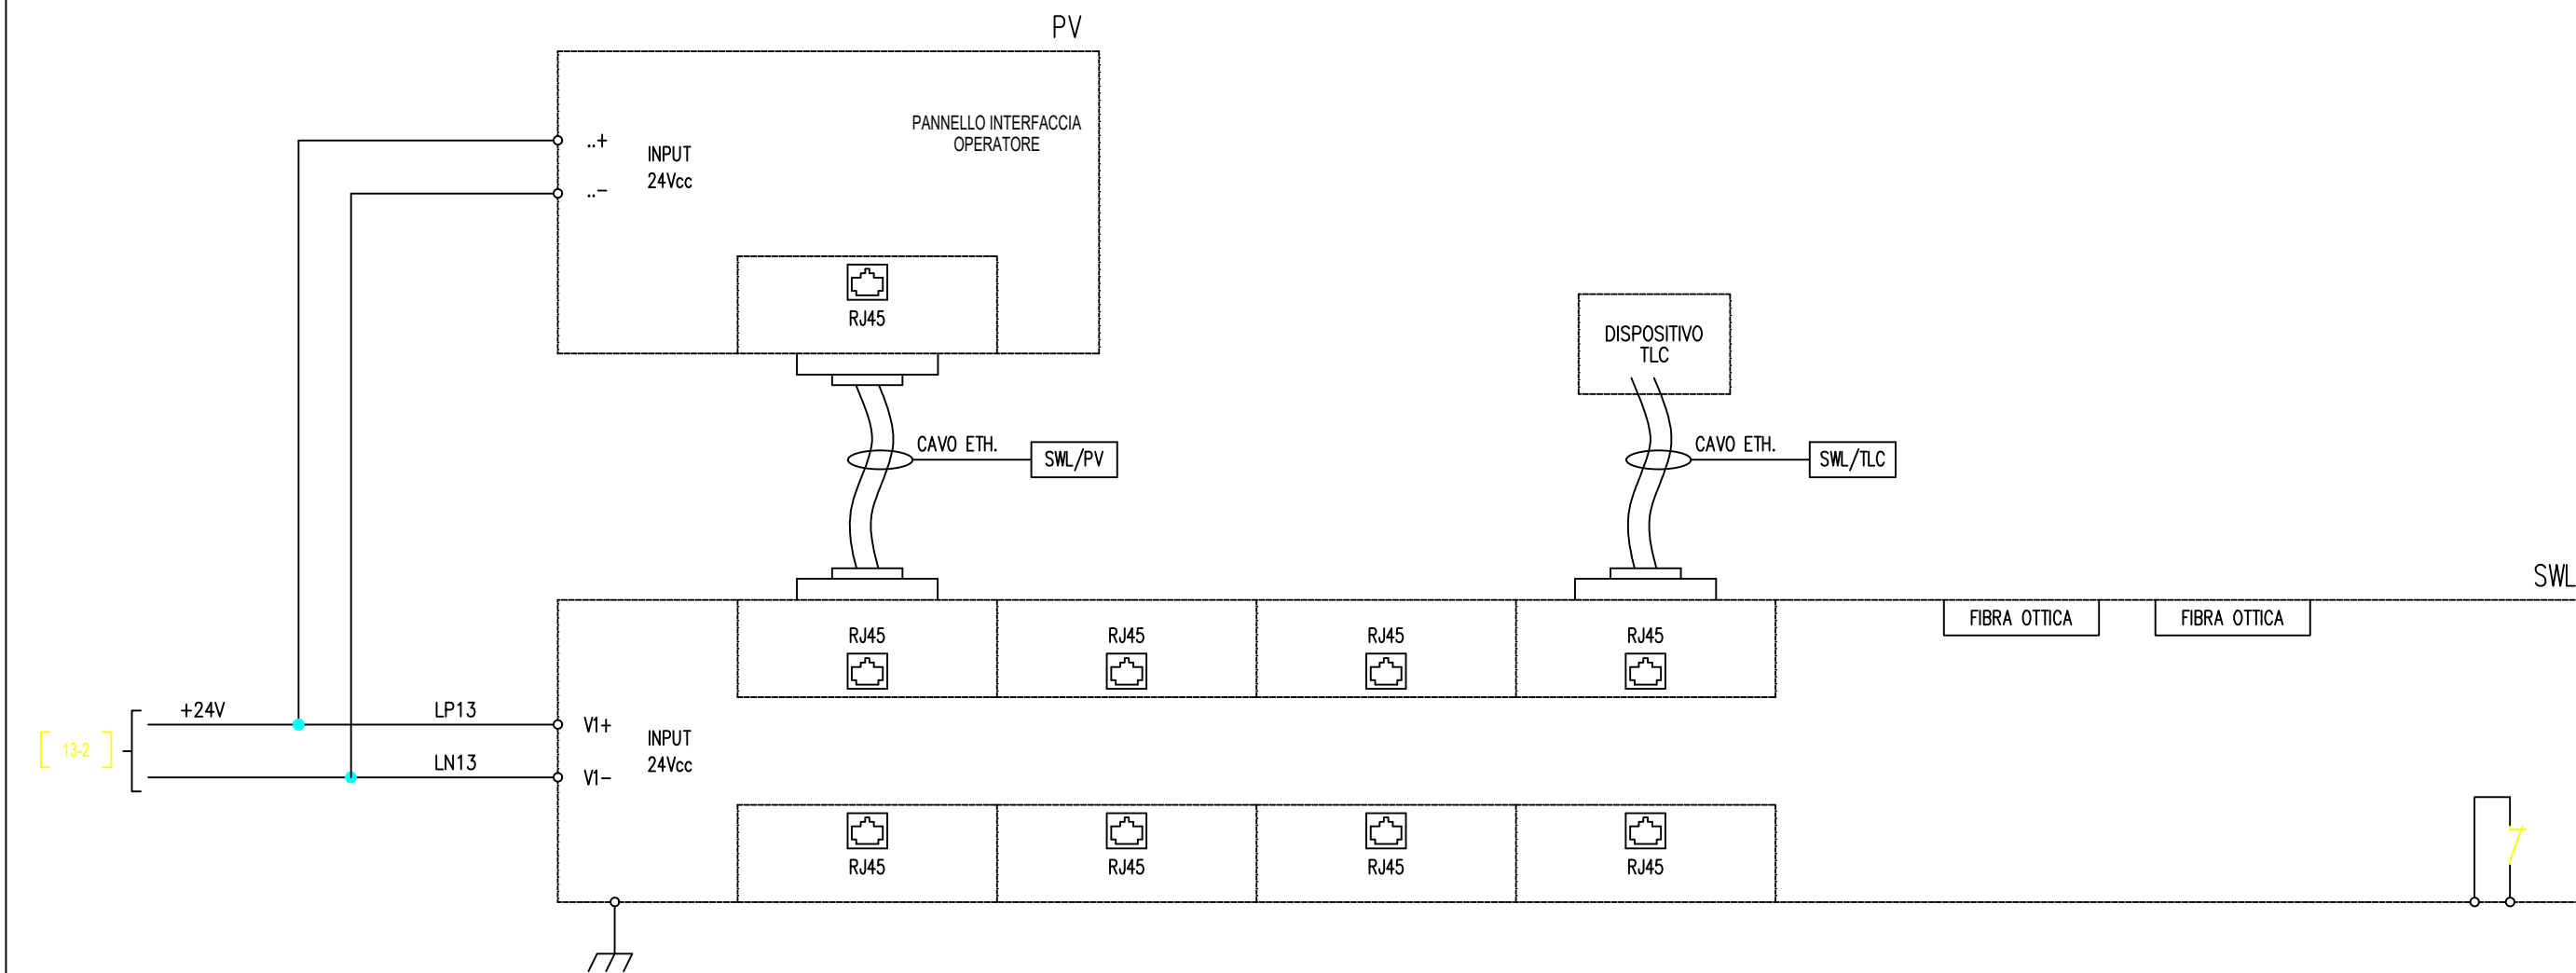 PV
PANNELLO INTERFACCIA
OPERATORE
..+
INPUT
24Vcc
..-
RJ45
DISPOSITIVO
TLC
CAVO ETH.
SWL/PV
CAVO ETH.
SWL/TLC
SWL
RJ45
RJ45
RJ45
RJ45
FIBRA OTTICA
FIBRA OTTICA
+24V
LP13
V1+
INPUT
24Vcc
13-2
LN13
V1-
RJ45
RJ45
RJ45
RJ45